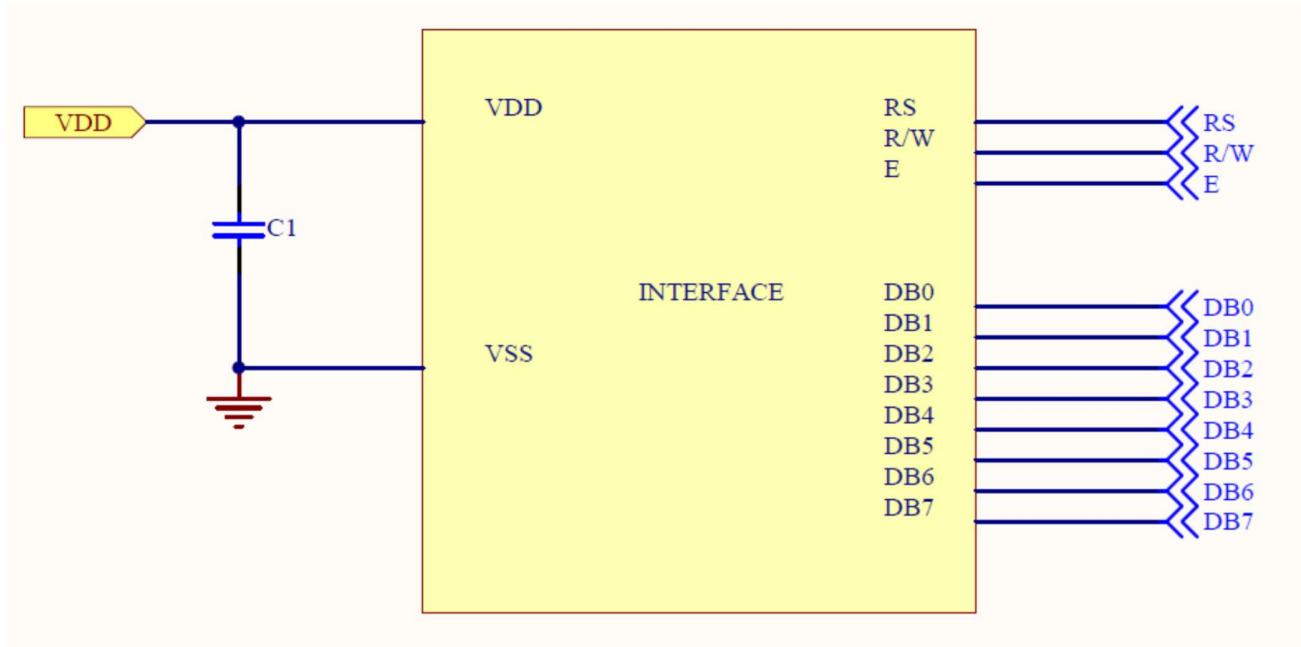 VDD
VDD
C1
VSS
INTERFACE
RS
R/W
E
DB0
DB1
DB2
DB3
DB4
DB5
DB6
DB7
RS
R/W
E
DB0
DB1
DB2
DB3
DB4
DB5
DB6
DB7